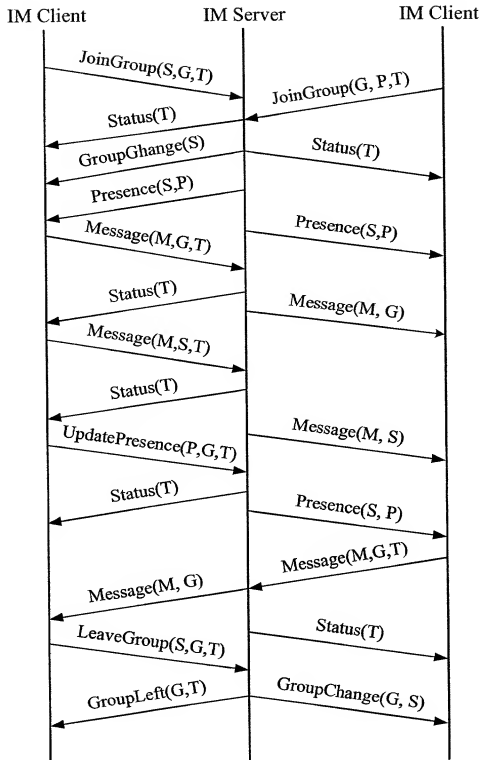 IM Client IM Server IM Client
JoinGroup(S,G,T)
JoinGroup(G, P,T)
Status(T)
GroupGhange(S)
Status(T)
Presence(S,P)
Message(M,G,T)
Presence(S,P)
Status(T)
Message(M, G)
Message(M,S,T)
Status(T)
Message(M, S)
UpdatePresence(P,G,T)
Status(T)
Presence(S, P)
Message(M,G,T)
Message(M, G)
LeaveGroup(S,G,T)
Status(T)
GroupLeft(G,T)
GroupChange(G, S)